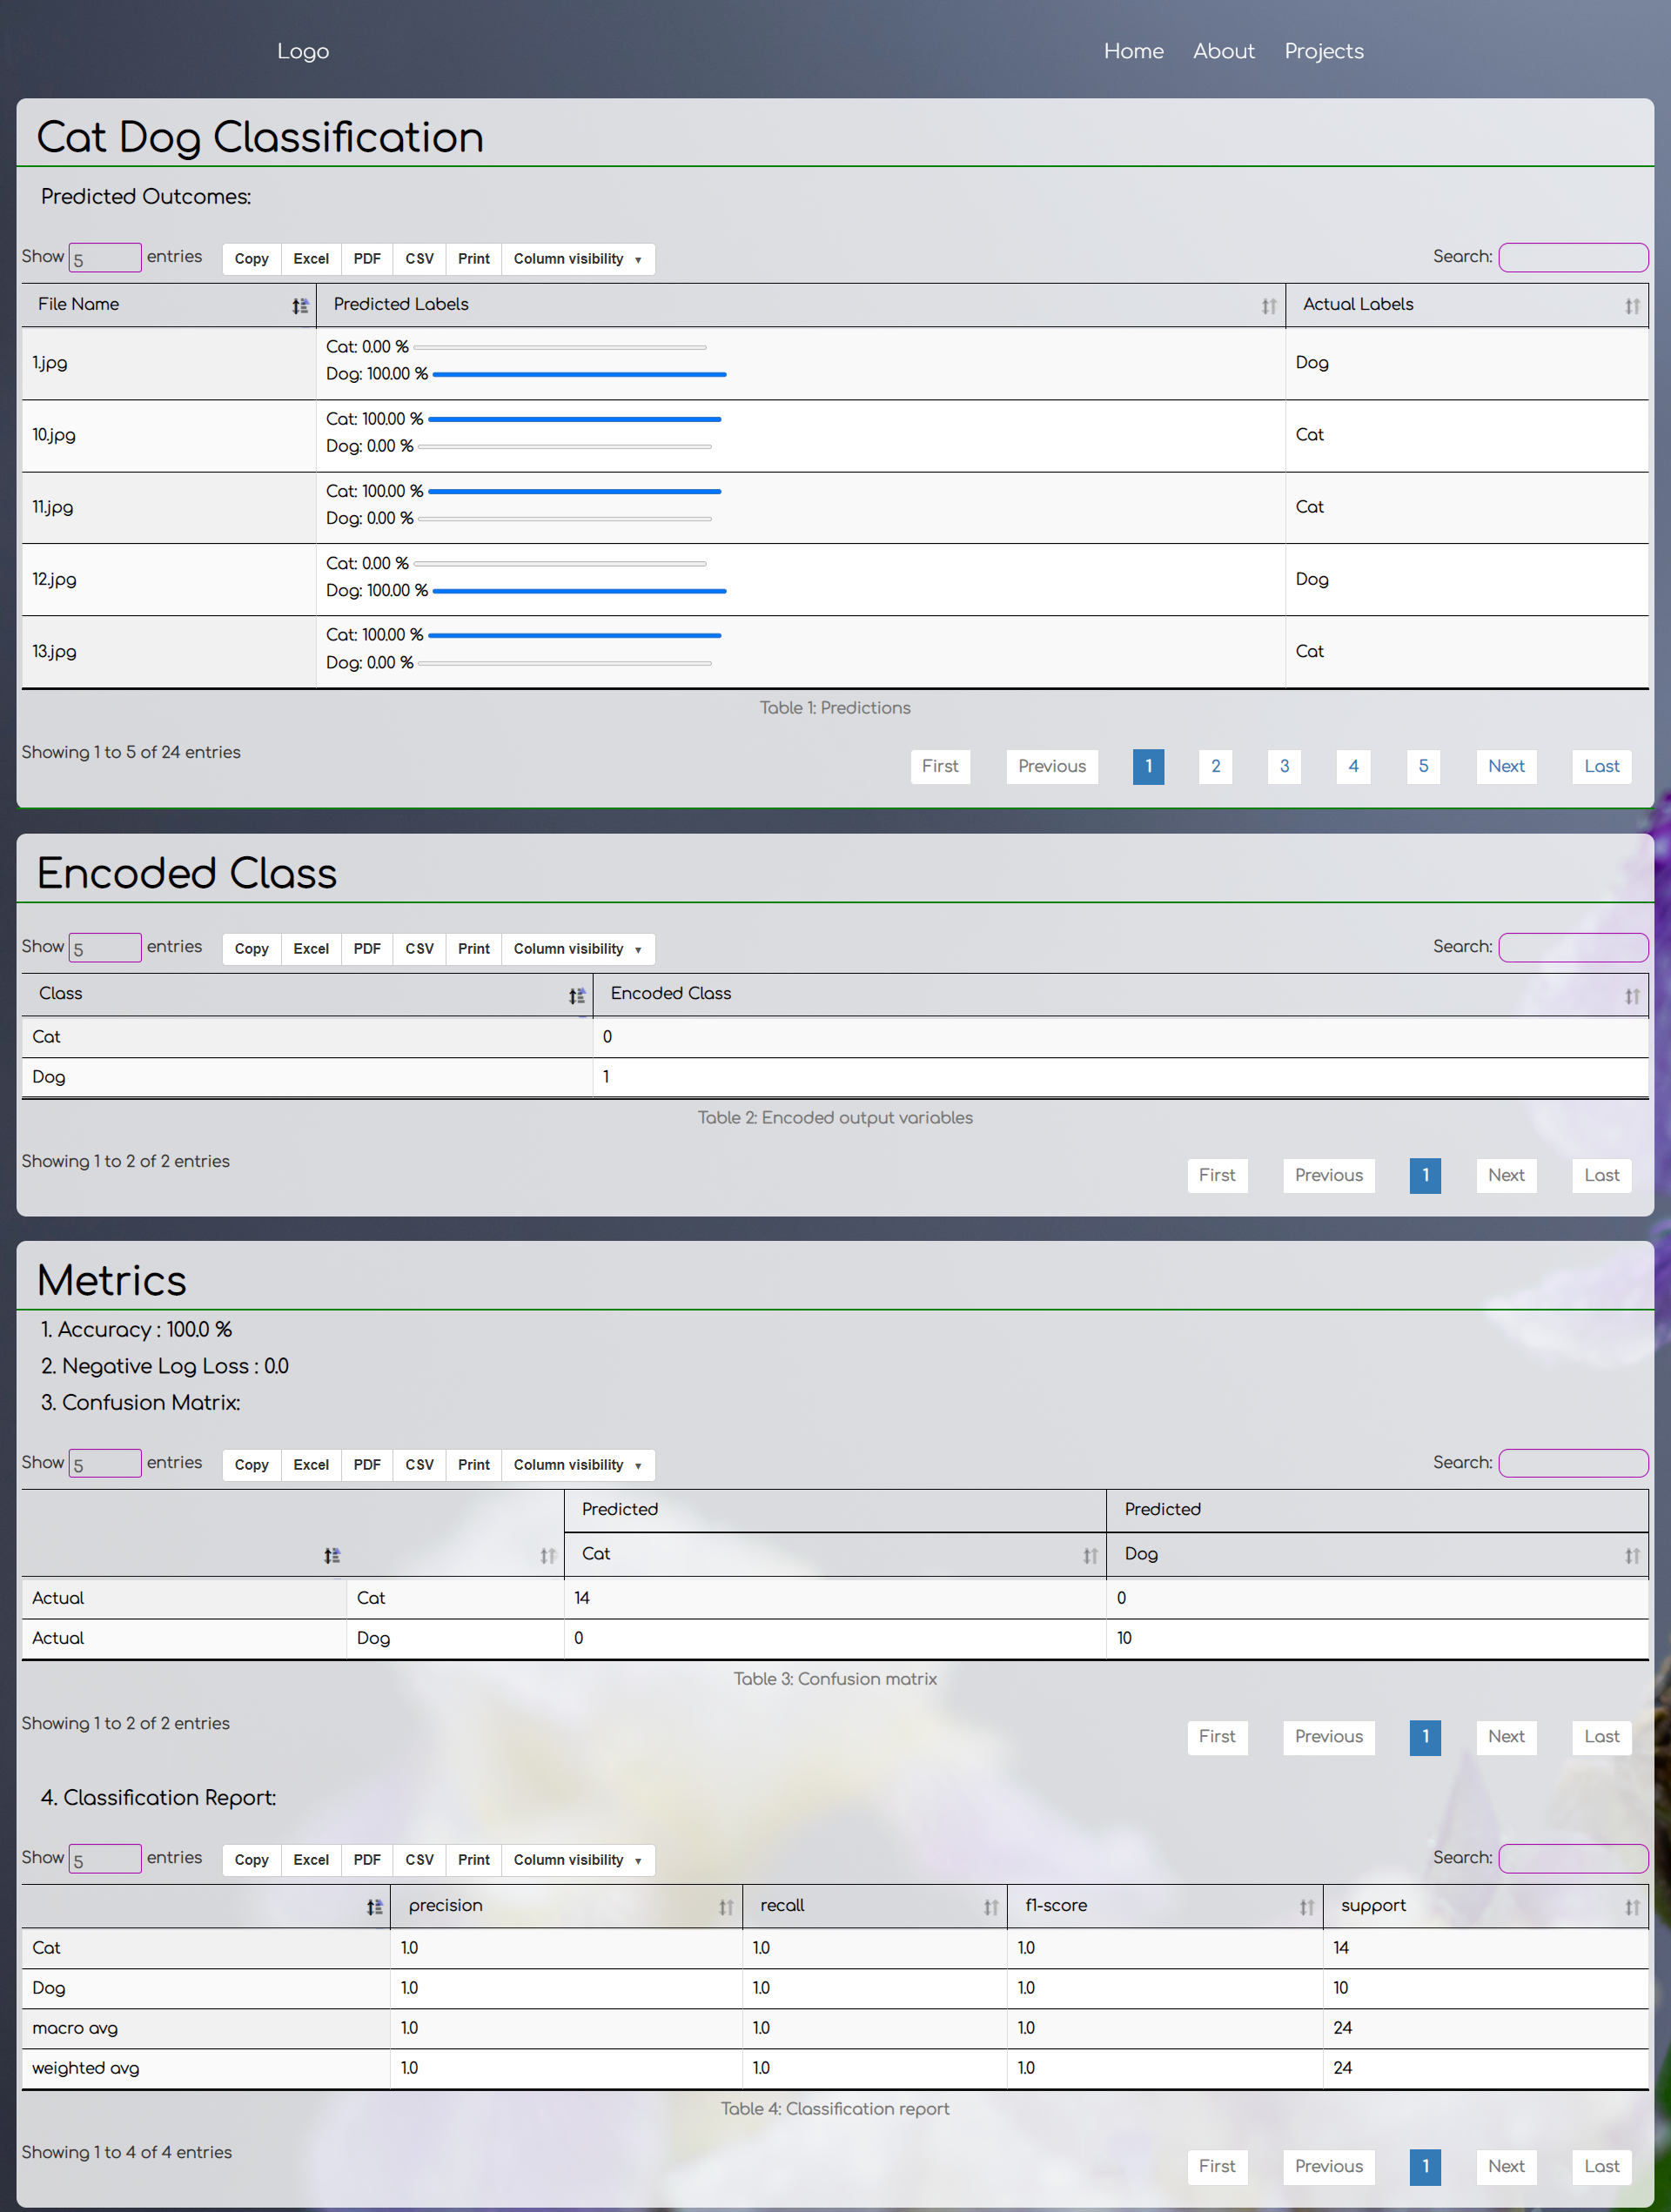 Logo Home About Projects
Cat Dog Classification
Predicted Outcomes:
Show 5 entries Copy Excel PDF CSV Print Column visibility ▼ Search:
File Name Predicted Labels Actual Labels
1.jpg Cat: 0.00 % Dog: 100.00 % Dog
10.jpg Cat: 100.00 % Dog: 0.00 % Cat
11.jpg Cat: 100.00 % Dog: 0.00 % Cat
12.jpg Cat: 0.00 % Dog: 100.00 % Dog
13.jpg Cat: 100.00 % Dog: 0.00 % Cat
Table 1: Predictions
Showing 1 to 5 of 24 entries First Previous 1 2 3 4 5 Next Last
Encoded Class
Show 5 entries Copy Excel PDF CSV Print Column visibility ▼ Search:
Class Encoded Class
Cat 0
Dog 1
Table 2: Encoded output variables
Showing 1 to 2 of 2 entries First Previous 1 Next Last
Metrics
1. Accuracy : 100.0 %
2. Negative Log Loss : 0.0
3. Confusion Matrix:
Show 5 entries Copy Excel PDF CSV Print Column visibility ▼ Search:
Predicted Predicted
Cat Dog
Actual Cat 14 0
Actual Dog 0 10
Table 3: Confusion matrix
Showing 1 to 2 of 2 entries First Previous 1 Next Last
4. Classification Report:
Show 5 entries Copy Excel PDF CSV Print Column visibility ▼ Search:
precision recall f1-score support
Cat 1.0 1.0 1.0 14
Dog 1.0 1.0 1.0 10
macro avg 1.0 1.0 1.0 24
weighted avg 1.0 1.0 1.0 24
Table 4: Classification report
Showing 1 to 4 of 4 entries First Previous 1 Next Last